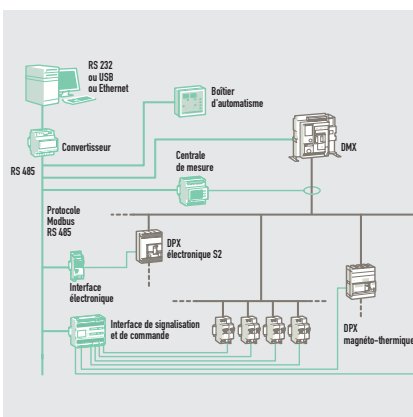 RS 232
ou USB
ou Ethernet
Boîtier
d'automatisme
Convertisseur
DMX
Centrale
de mesure
RS 485
Protocole
Modbus
RS 485
DPX
électronique S2
Interface
électronique
Interface de signalisation
et de commande
DPX
magnéto-thermique